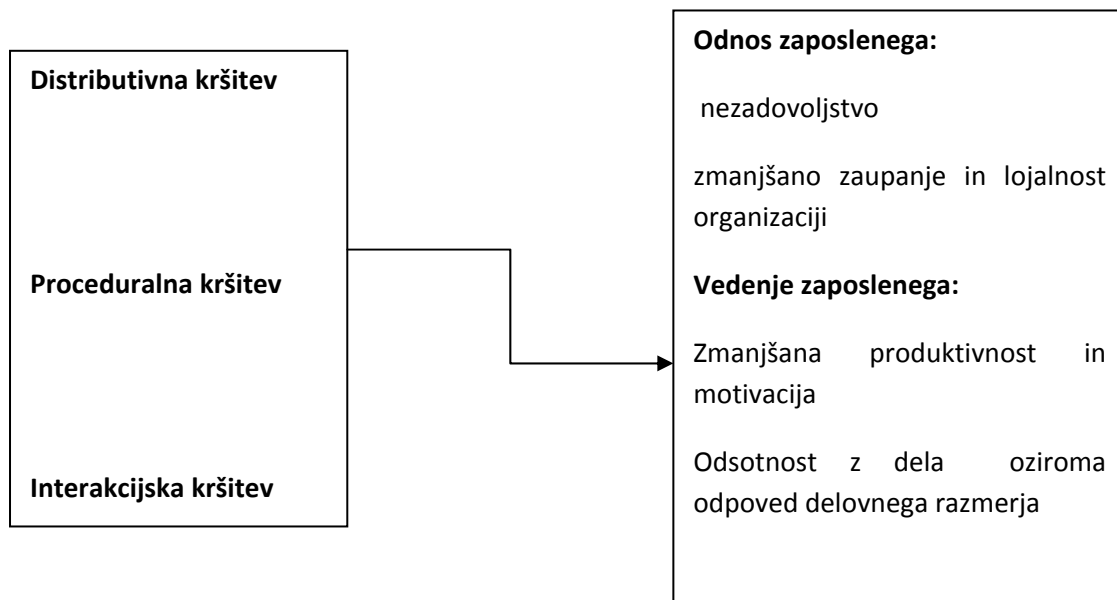 Distributivna kršitev
Proceduralna kršitev
Interakcijska kršitev
Odnos zaposlenega:
nezadovoljstvo
zmanjšano zaupanje in lojalnost
organizaciji
Vedenje zaposlenega:
Zmanjšana produktivnost in
motivacija
Odsotnost z dela oziroma
odpoved delovnega razmerja